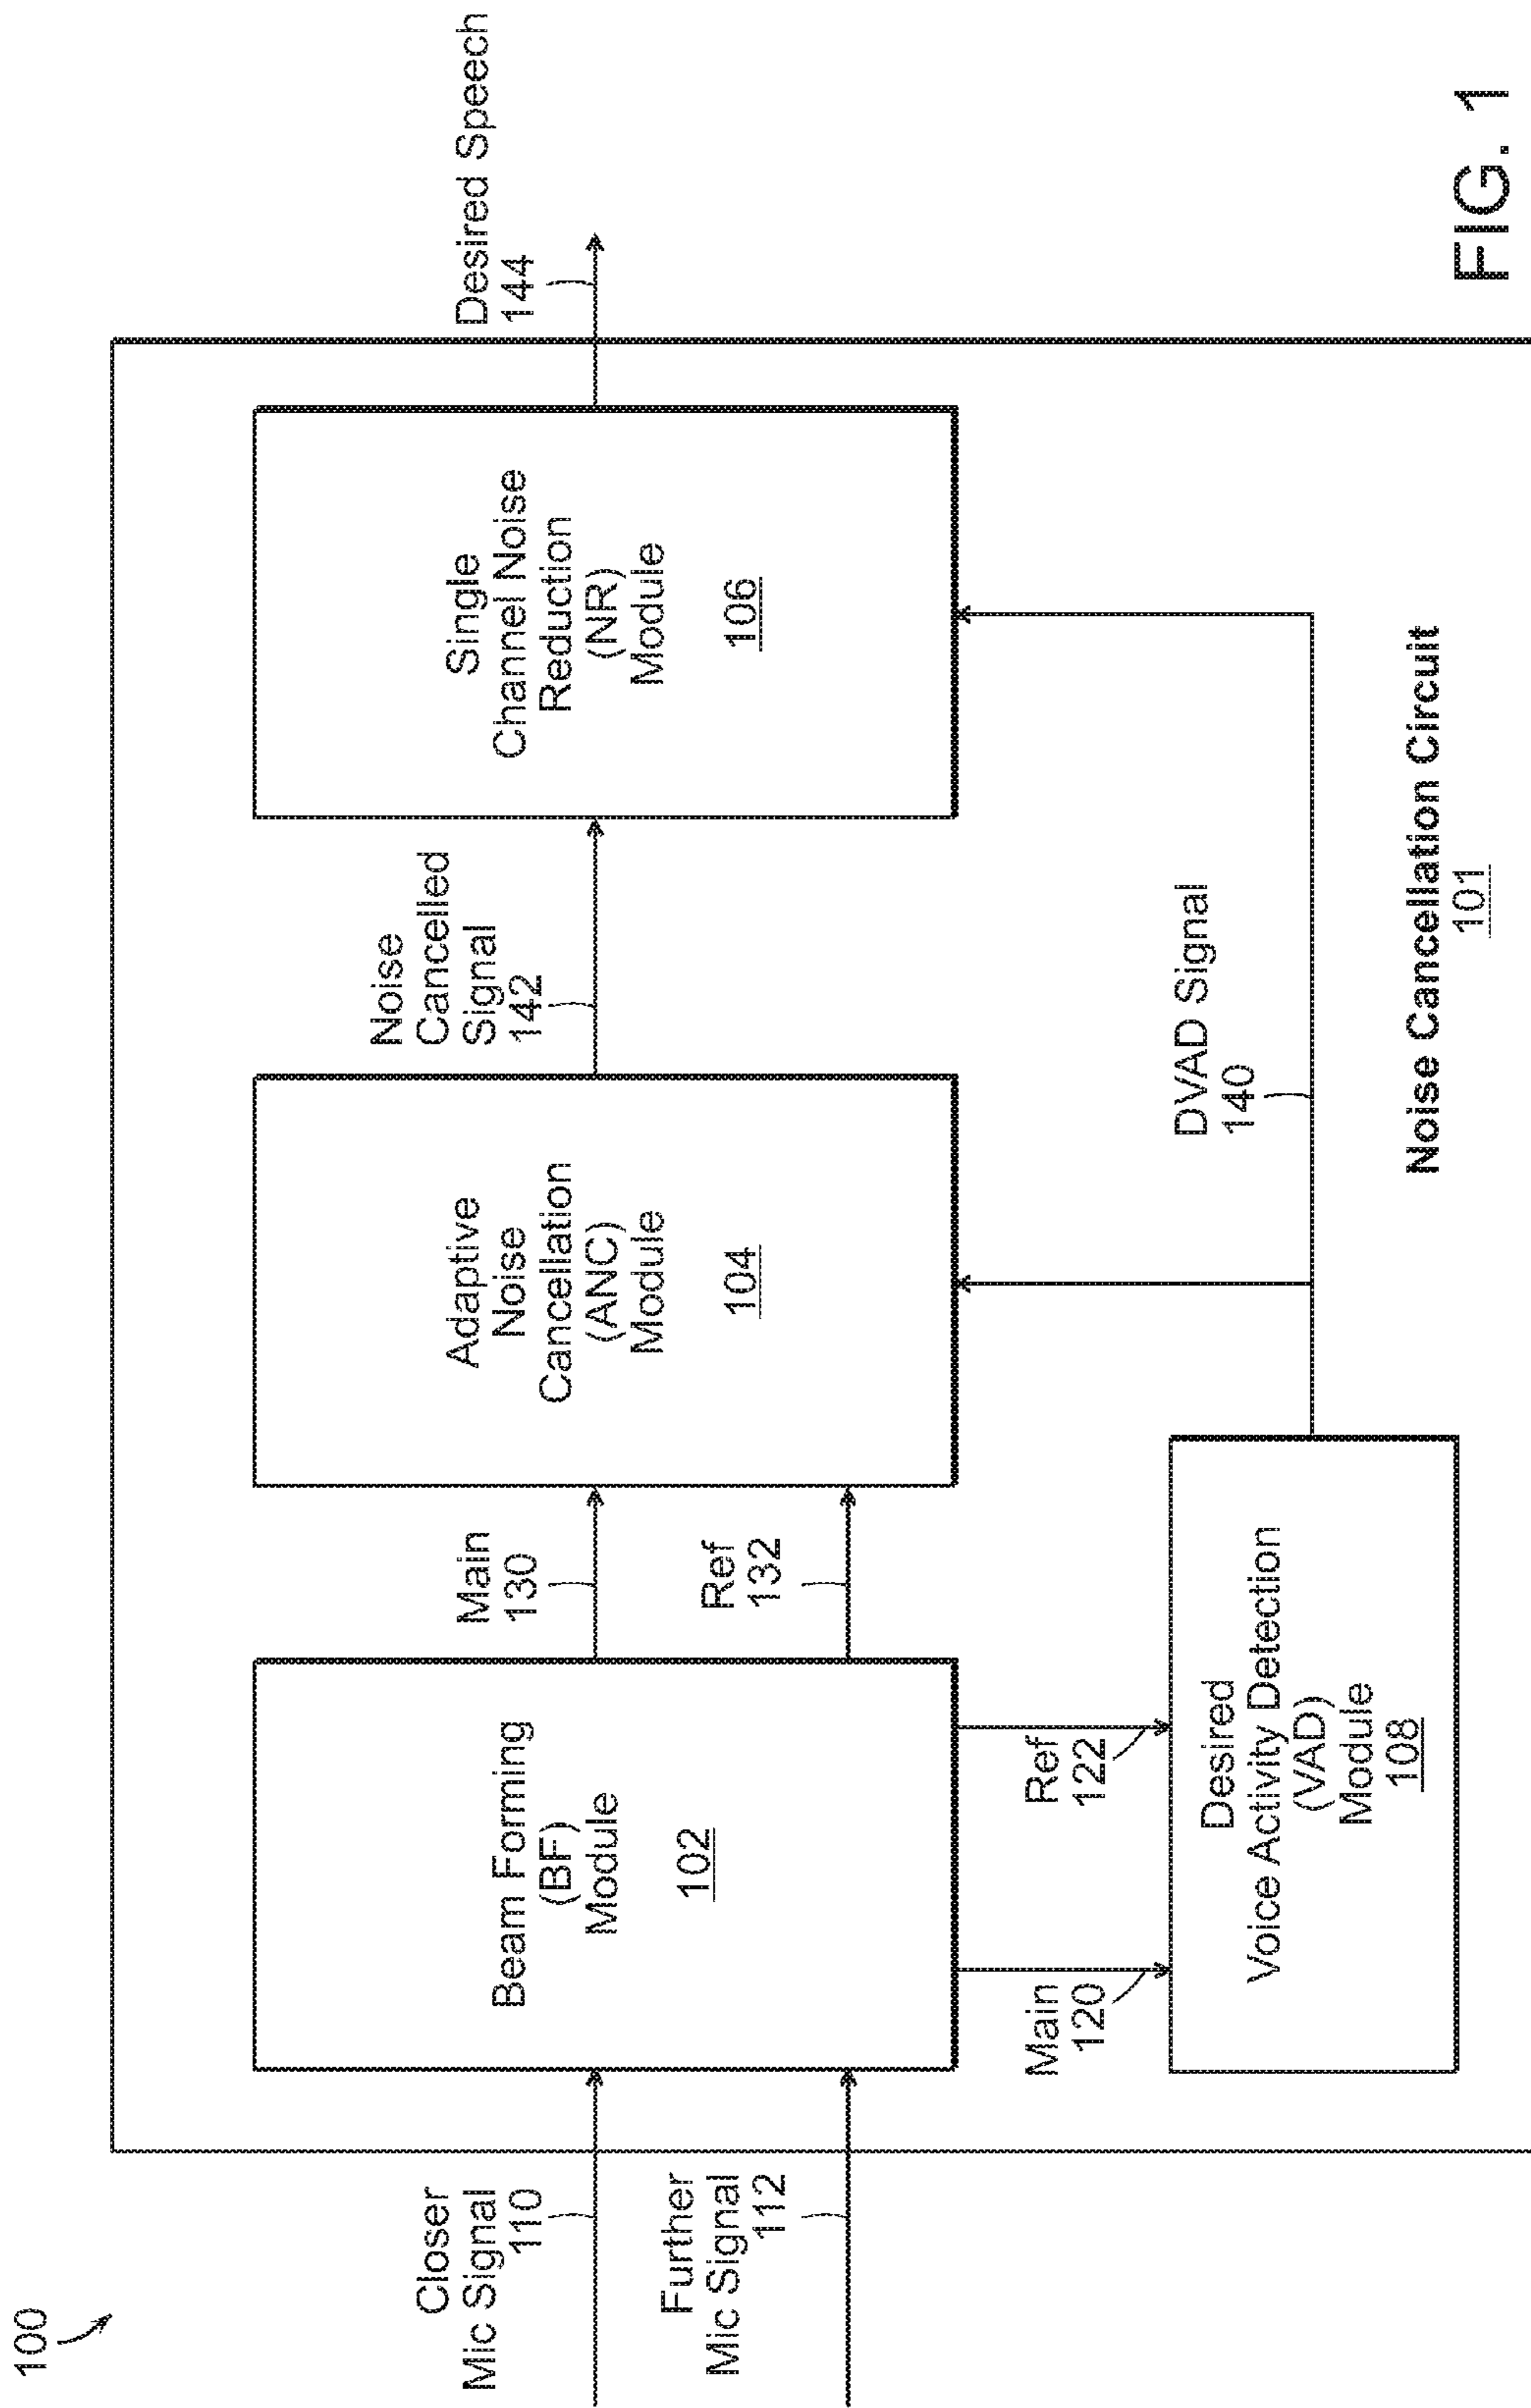 100
Closer
Mic Signal
110
Further
Mic Signal
112
Beam Forming
(BF)
Module
102
Main
130
Ref
132
Adaptive
Noise
Cancellation
(ANC)
Module
104
Noise
Cancelled
Signal
142
Single
Channel Noise
Reduction
(NR)
Module
106
Desired Speech
144
Main
120
Ref
122
Desired
Voice Activity Detection
(VAD)
Module
108
DVAD Signal
140
Noise Cancellation Circuit
101
FIG. 1